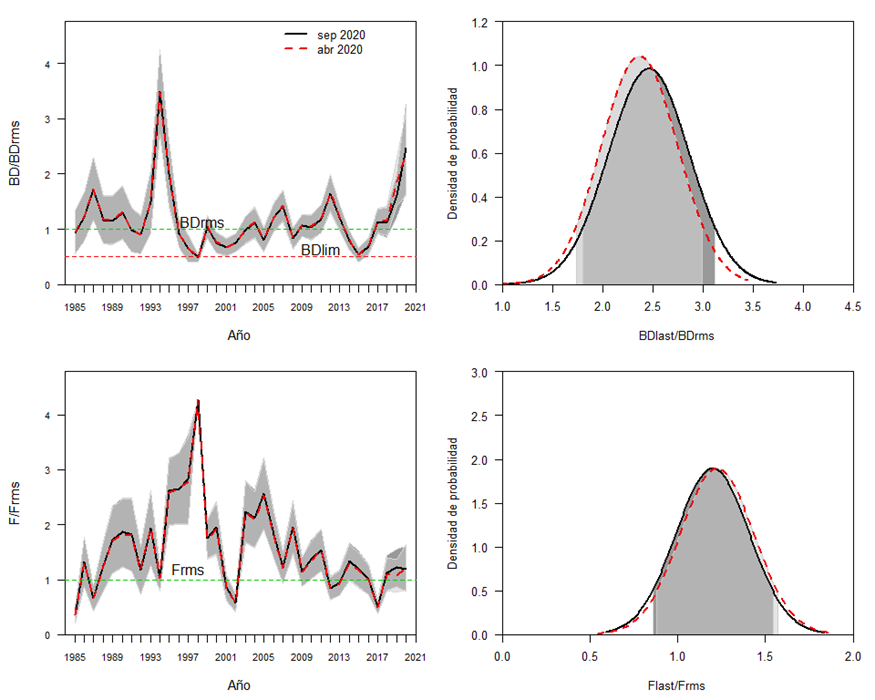 sep 2020
abr 2020
BD/BDrms
4
3
2
1
0
BDrms
BDlim
1985 1989 1993 1997 2001 2005 2009 2013 2017 2021
Año
Densidad de probabilidad
1.2
1.0
0.8
0.6
0.4
0.2
0.0
1.0 1.5 2.0 2.5 3.0 3.5 4.0 4.5
BDlast/BDrms
F/Frms
4
3
2
1
0
Frms
1985 1989 1993 1997 2001 2005 2009 2013 2017 2021
Año
Densidad de probabilidad
3.0
2.5
2.0
1.5
1.0
0.5
0.0
0.0 0.5 1.0 1.5 2.0
Flast/Frms